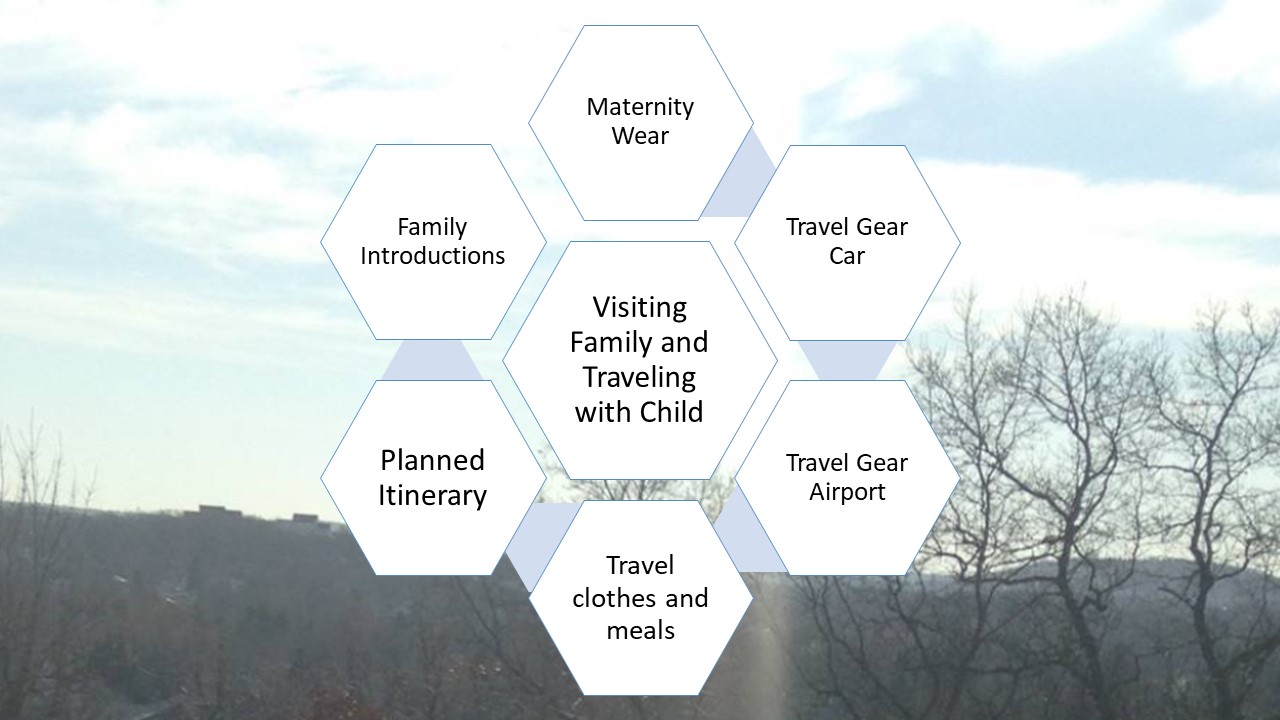 Maternity
Wear
Family
Introductions
Travel Gear
Car
Visiting
Family and
Traveling
with Child
Planned
Itinerary
Travel Gear
Airport
Travel
clothes and
meals